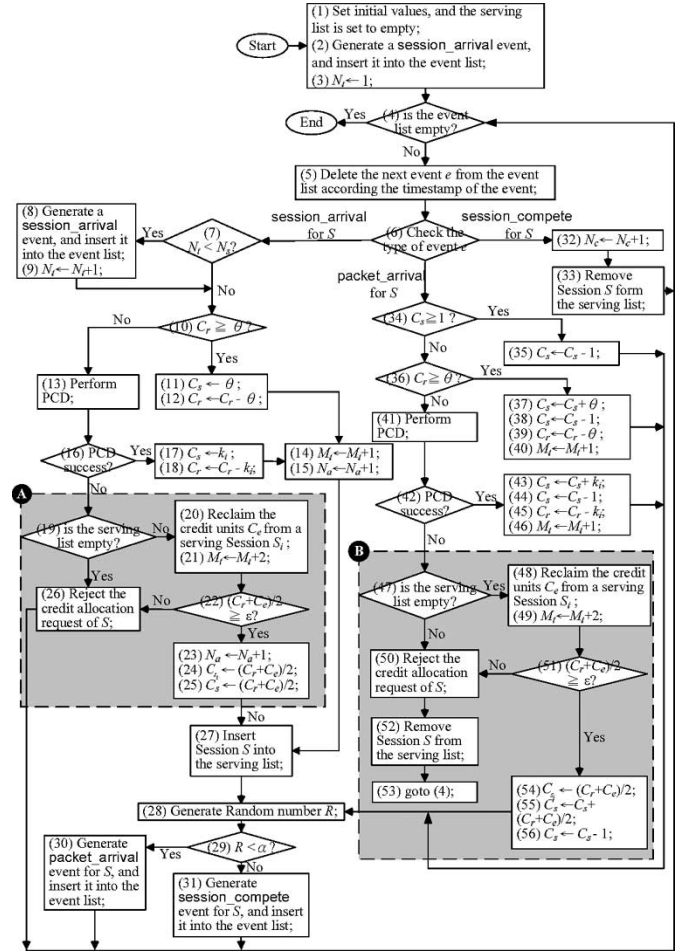 (1) Set initial values, and the serving
list is set to empty;
(2) Generate a session_arrival event,
and insert it into the event list;
(3) Nₜ←1;
Start
(4) is the event
list empty?
Yes
End
No
(5) Delete the next event e from the event
list according the timestamp of the event;
(6) Check the
type of event e
session_arrival
for S
session_compete
for S
packet_arrival
for S
(7)
Nₜ < Nₛ?
Yes
(8) Generate a
session_arrival
event, and insert it
into the event list;
(9) Nₜ←Nₜ+1;
No
(10) Cᵣ ≧ θ?
No
Yes
(11) Cₛ ← θ ;
(12) Cᵣ←Cᵣ - θ ;
(13) Perform
PCD;
(14) Mₜ←Mₜ+1;
(15) Nₐ←Nₐ+1;
(16) PCD
success?
Yes
(17) Cₛ←kᵢ ;
(18) Cᵣ←Cᵣ - kᵢ;
No
A
(19) is the serving
list empty?
No
(20) Reclaim the
credit units Cₑ from a
serving Session Sᵢ ;
(21) Mₜ←Mₜ+2;
Yes
(22) (Cᵣ+Cₑ)/2
≧ ε?
No
(26) Reject the
credit allocation
request of S;
Yes
(23) Nₐ←Nₐ+1;
(24) ← (Cᵣ+Cₑ)/2;
(25) Cₛ ← (Cᵣ+Cₑ)/2;
No
(27) Insert
Session S into
the serving list;
(28) Generate Random number R;
(29) R < α ?
Yes
No
(30) Generate
packet_arrival
event for S, and
insert it into the
event list;
(31) Generate
session_compete
event for S, and insert
it into the event list;
(32) N꜀←N꜀+1;
(33) Remove
Session S form
the serving list;
(34) Cₛ≧1 ?
Yes
(35) Cₛ←Cₛ - 1;
No
(36) Cᵣ≧θ ?
Yes
(37) Cₛ←Cₛ+ θ ;
(38) Cₛ←Cₛ - 1;
(39) Cᵣ←Cᵣ- θ ;
(40) Mₜ←Mₜ+1;
No
(41) Perform
PCD;
(42) PCD
success?
Yes
(43) Cₛ←Cₛ+ kᵢ;
(44) Cₛ←Cₛ - 1;
(45) Cᵣ←Cᵣ- kᵢ;
(46) Mₜ←Mₜ+1;
No
B
(47) is the serving
list empty?
Yes
(48) Reclaim the credit
units Cₑ from a serving
Session Sᵢ ;
(49) Mₜ←Mₜ+2;
No
(50) Reject the
credit allocation
request of S;
No
(51) (Cᵣ+Cₑ)/2
≧ ε?
Yes
(52) Remove
Session S from
the serving list;
(53) goto (4);
(54) ← (Cᵣ+Cₑ)/2;
(55) Cₛ←Cₛ+
(Cᵣ+Cₑ)/2;
(56) Cₛ ← Cₛ - 1;